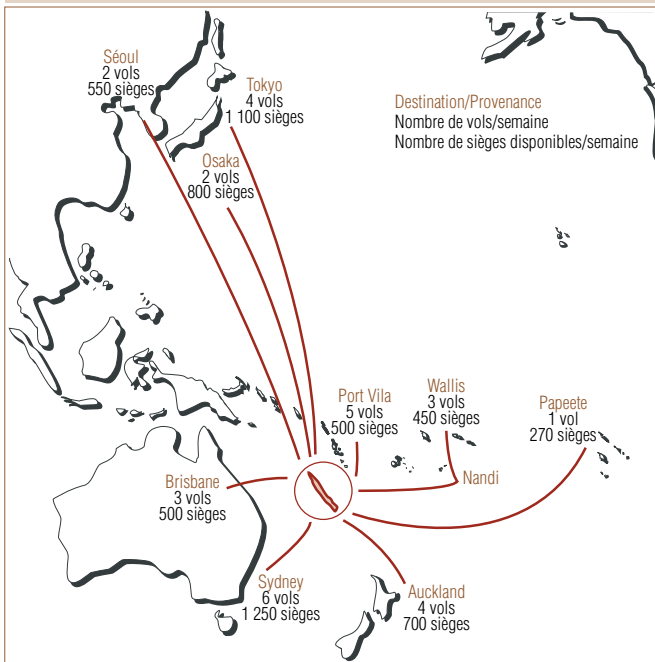 Séoul
2 vols
550 sièges
Tokyo
4 vols
1 100 sièges
Osaka
2 vols
800 sièges
Destination/Provenance
Nombre de vols/semaine
Nombre de sièges disponibles/semaine
Port Vila
5 vols
500 sièges
Wallis
3 vols
450 sièges
Papeete
1 vol
270 sièges
Nandi
Brisbane
3 vols
500 sièges
Sydney
6 vols
1 250 sièges
Auckland
4 vols
700 sièges